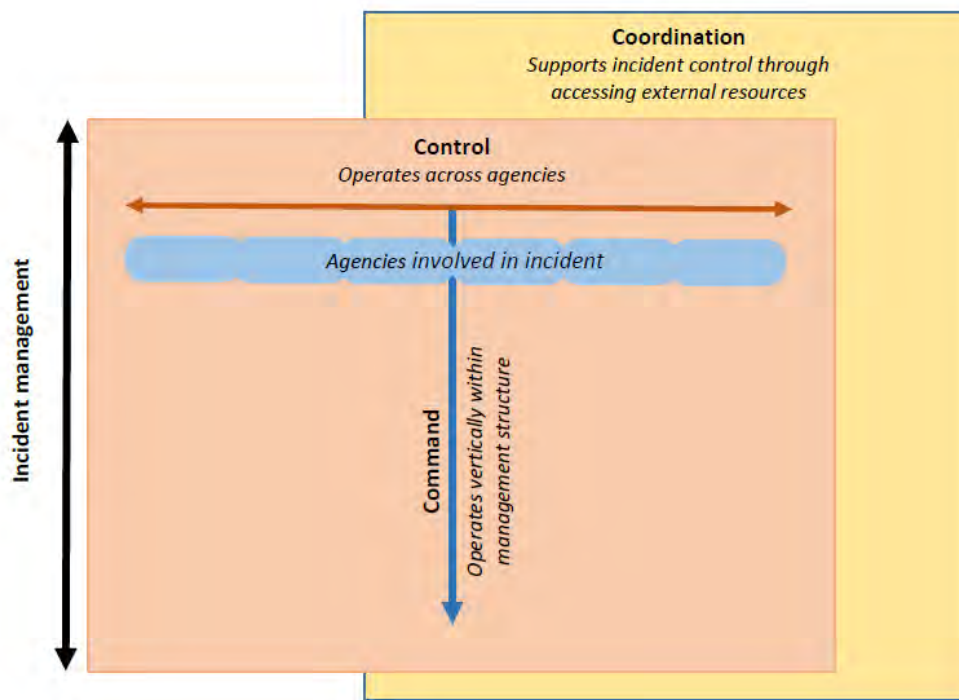 Coordination
Supports incident control through
accessing external resources
Control
Operates across agencies
Agencies involved in incident
Incident management
Command
Operates vertically within
management structure